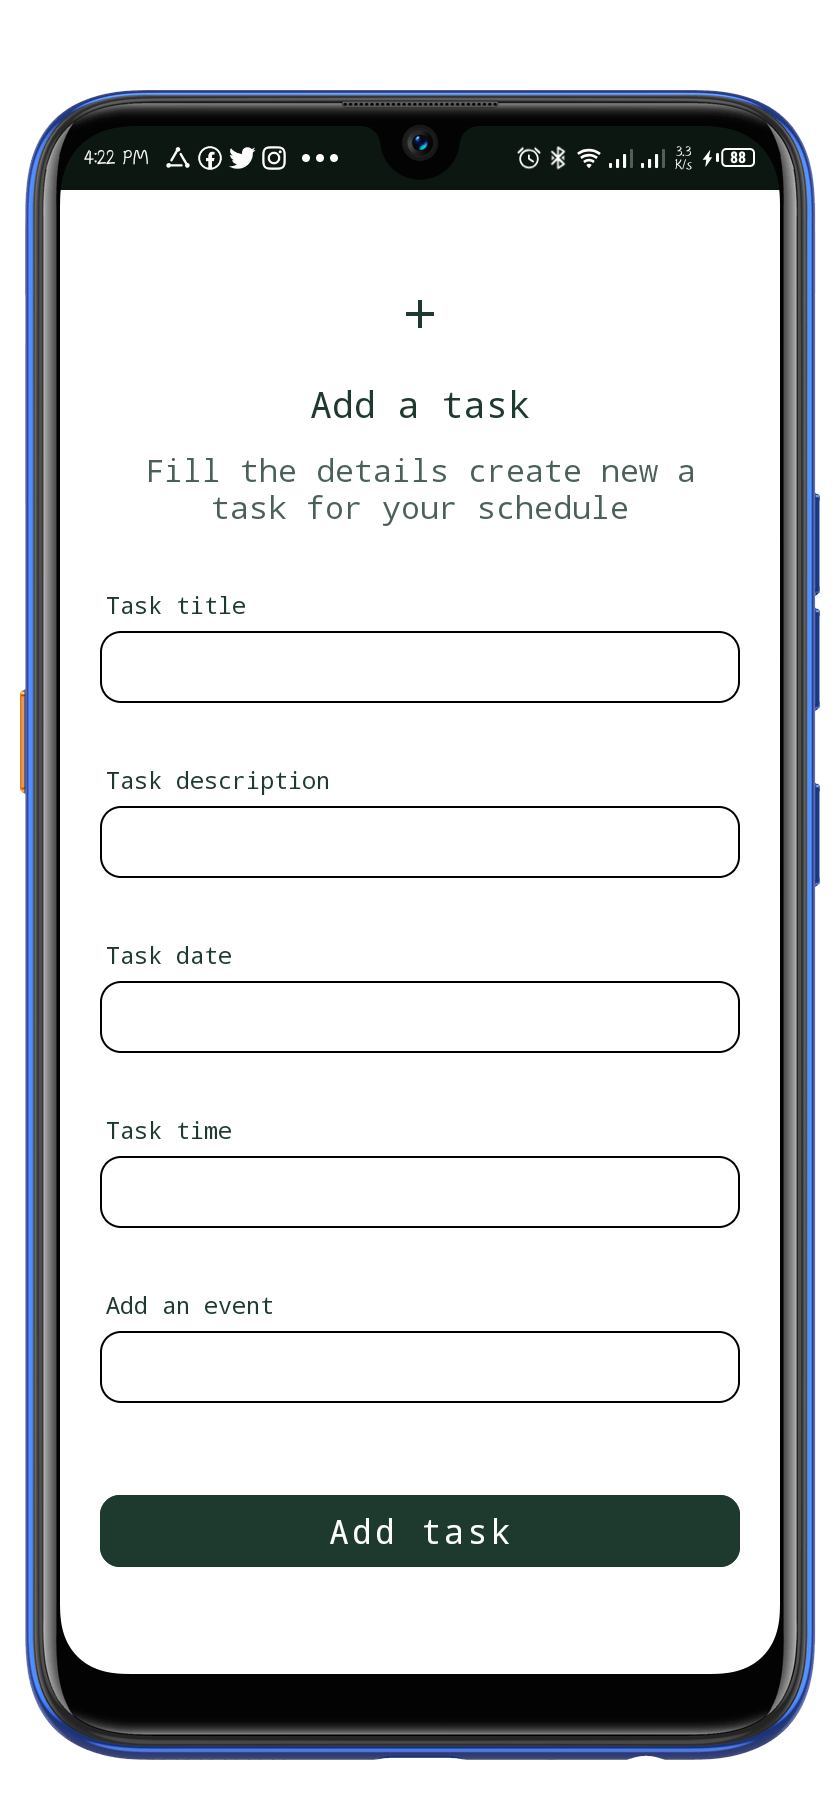 4:22 PM
3.3
K/s
88
Add a task
Fill the details create new a
task for your schedule
Task title
Task description
Task date
Task time
Add an event
Add task